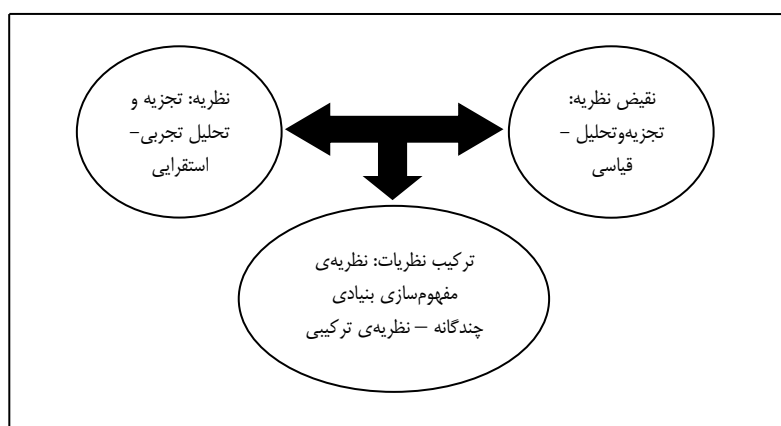 نقیض نظریه:
تجزیه‌وتحلیل –
قیاسی
نظریه: تجزیه و
تحلیل تجربی–
استقرایی
ترکیب نظریات: نظریه‌ی
مفهوم‌سازی بنیادی
چندگانه – نظریه‌ی ترکیبی